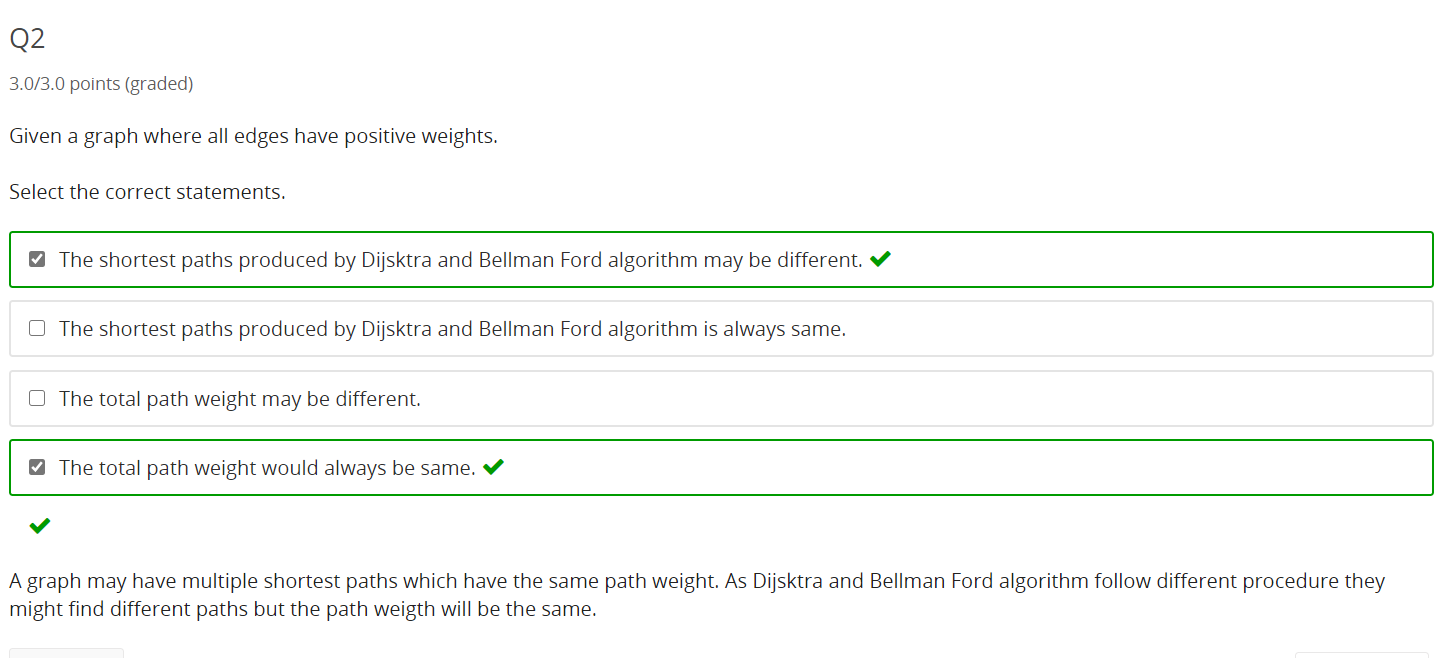 Q2
3.0/3.0 points (graded)
Given a graph where all edges have positive weights.
Select the correct statements.
The shortest paths produced by Dijsktra and Bellman Ford algorithm may be different.
The shortest paths produced by Dijsktra and Bellman Ford algorithm is always same.
The total path weight may be different.
The total path weight would always be same.
A graph may have multiple shortest paths which have the same path weight. As Dijsktra and Bellman Ford algorithm follow different procedure they
might find different paths but the path weigth will be the same.